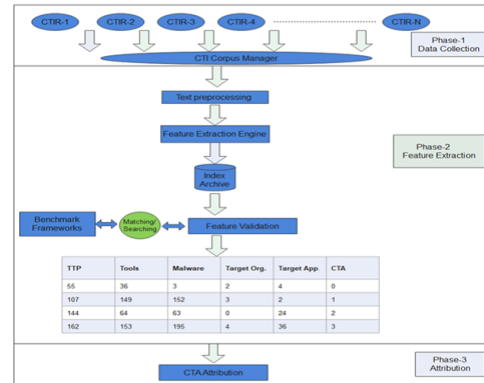 CTIR-1 CTIR-2 CTIR-3 CTIR-4 CTIR-N
Phase-1
Data Collection
CTI Corpus Manager
Text preprocessing
Feature Extraction Engine
Phase-2
Feature Extraction
Index
Archive
Benchmark
Frameworks
Matching/
Searching
Feature Validation
TTP Tools Malware Target Org. Target App. CTA
55 36 3 2 4 0
107 149 152 3 2 1
144 64 63 0 24 2
162 153 195 4 36 3
Phase-3
Attribution
CTA Attribution